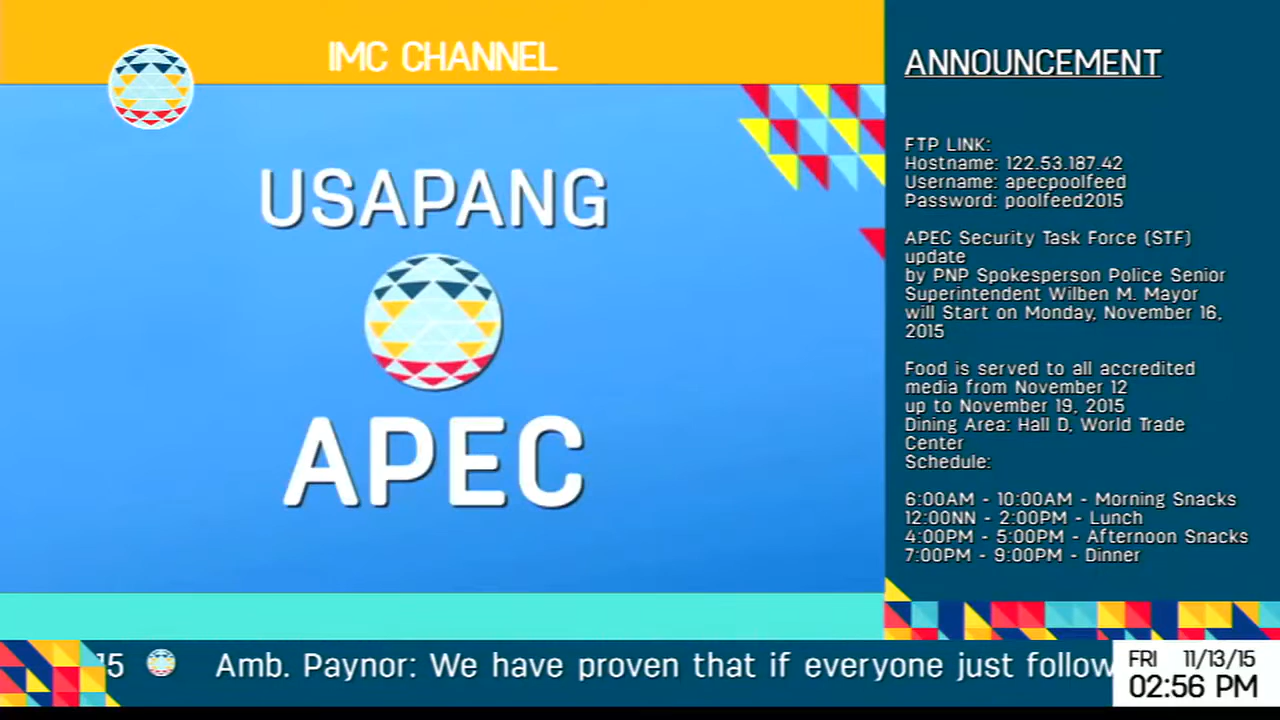 IMC CHANNEL
USAPANG
APEC
ANNOUNCEMENT
FTP LINK:
Hostname: 122.53.187.42
Username: apecpoolfeed
Password: poolfeed2015
APEC Security Task Force (STF)
update
by PNP Spokesperson Police Senior
Superintendent Wilben M. Mayor
will Start on Monday, November 16,
2015
Food is served to all accredited
media from November 12
up to November 19, 2015
Dining Area: Hall D, World Trade
Center
Schedule:
6:00AM - 10:00AM - Morning Snacks
12:00NN - 2:00PM - Lunch
4:00PM - 5:00PM - Afternoon Snacks
7:00PM - 9:00PM - Dinner
15 Amb. Paynor: We have proven that if everyone just follow
FRI 11/13/15
02:56 PM